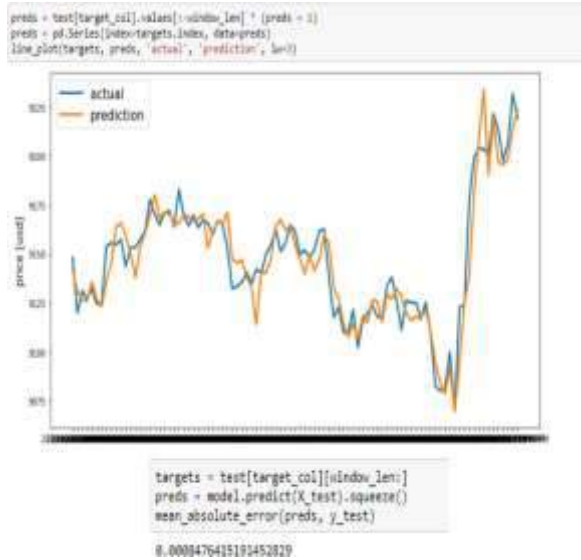 preds = test[target_col].values[:-window_len] * (preds + 1)
preds = pd.Series(index=targets.index, data=preds)
line_plot(targets, preds, 'actual', 'prediction', lw=3)
actual
prediction
price [usd]
targets = test[target_col][window_len:]
preds = model.predict(X_test).squeeze()
mean_absolute_error(preds, y_test)